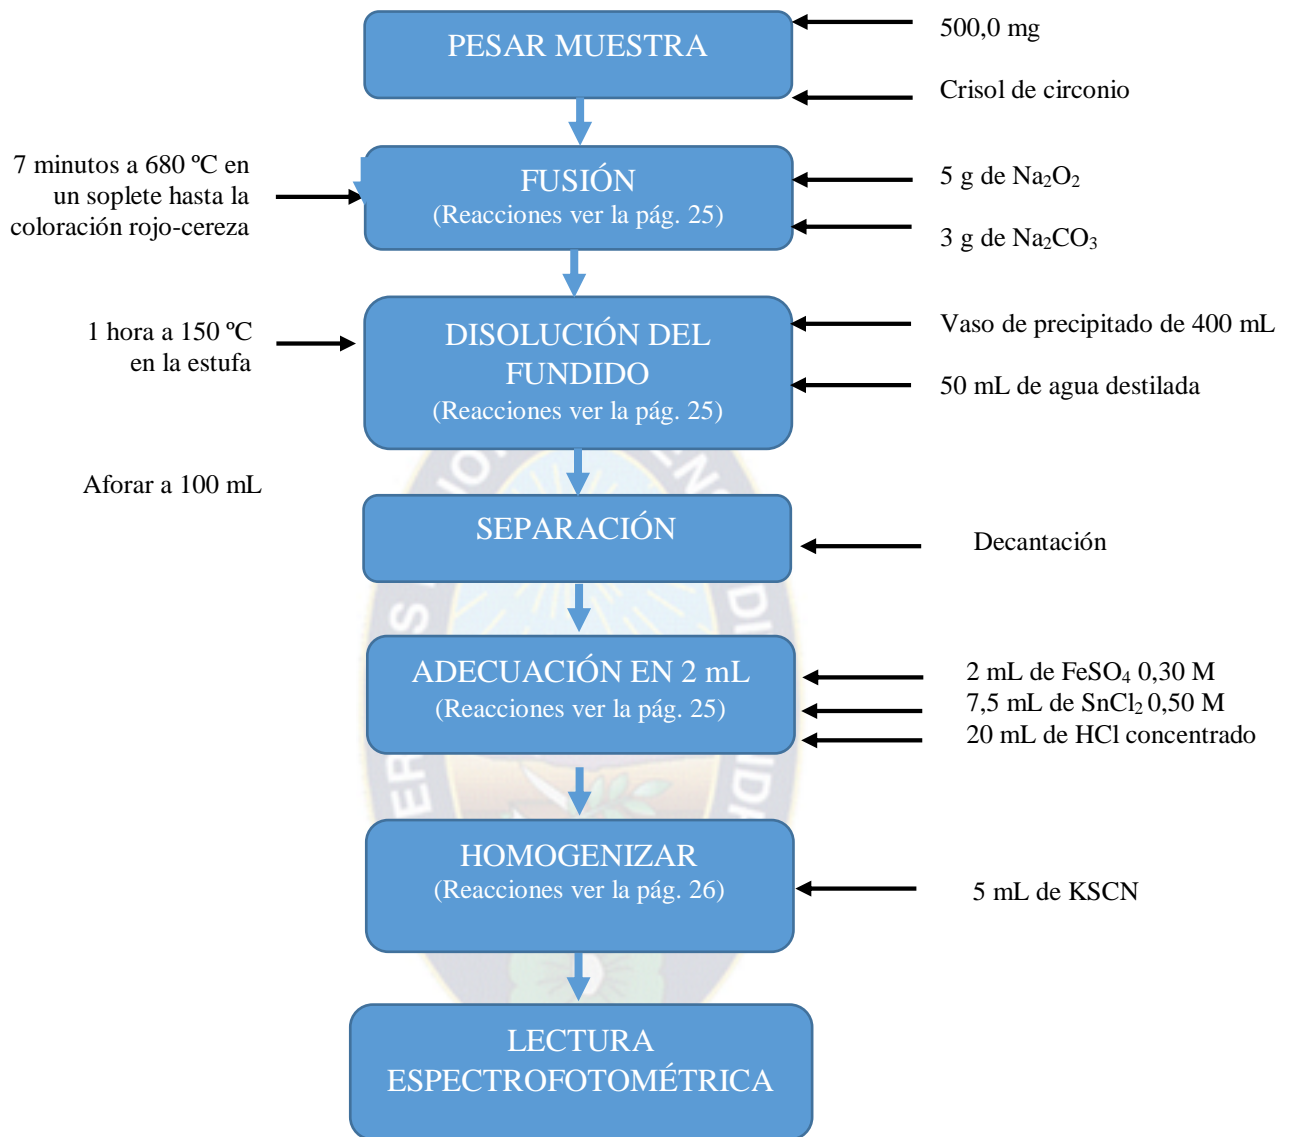 PESAR MUESTRA
500,0 mg
Crisol de circonio
7 minutos a 680 ºC en
un soplete hasta la
coloración rojo-cereza
FUSIÓN
(Reacciones ver la pág. 25)
5 g de Na₂O₂
3 g de Na₂CO₃
1 hora a 150 ºC
en la estufa
DISOLUCIÓN DEL
FUNDIDO
(Reacciones ver la pág. 25)
Vaso de precipitado de 400 mL
50 mL de agua destilada
Aforar a 100 mL
SEPARACIÓN
Decantación
ADECUACIÓN EN 2 mL
(Reacciones ver la pág. 25)
2 mL de FeSO₄ 0,30 M
7,5 mL de SnCl₂ 0,50 M
20 mL de HCl concentrado
HOMOGENIZAR
(Reacciones ver la pág. 26)
5 mL de KSCN
LECTURA
ESPECTROFOTOMÉTRICA